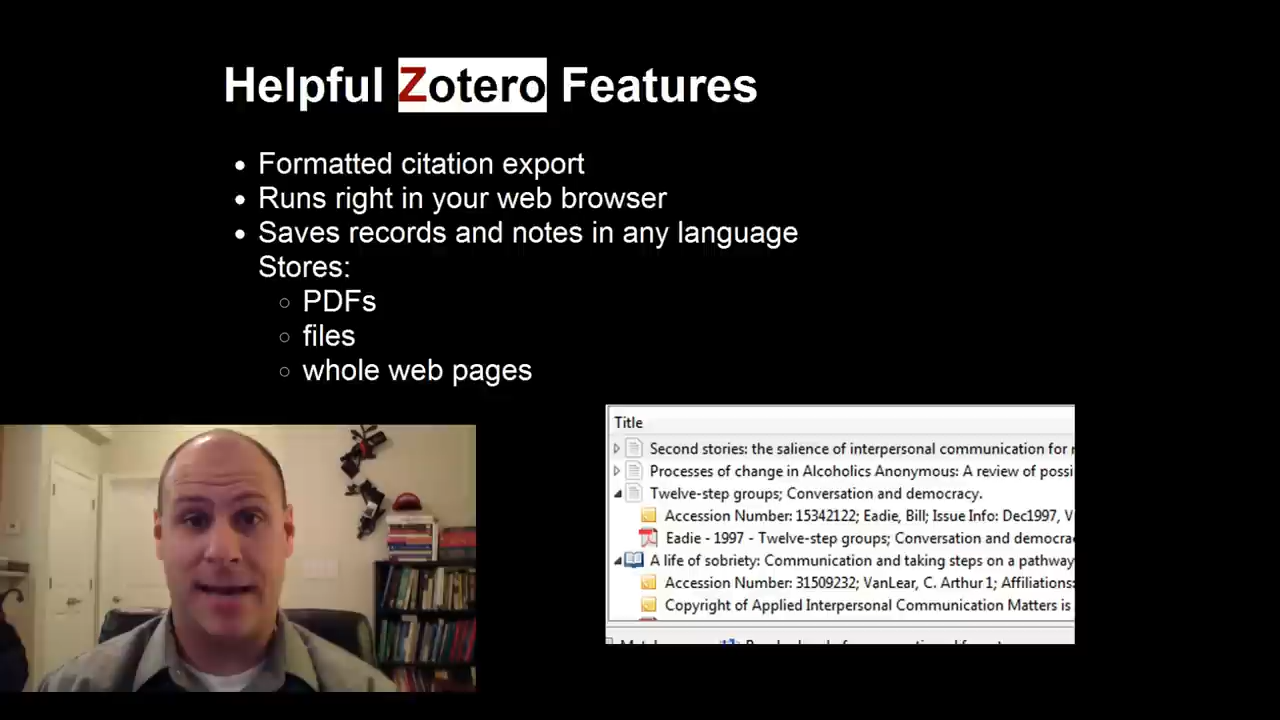 Helpful Zotero Features
Formatted citation export
Runs right in your web browser
Saves records and notes in any language
Stores:
PDFs
files
whole web pages
Title
Second stories: the salience of interpersonal communication for
Processes of change in Alcoholics Anonymous: A review of possi
Twelve-step groups; Conversation and democracy.
Accession Number: 15342122; Eadie, Bill; Issue Info: Dec1997, V
Eadie - 1997 - Twelve-step groups; Conversation and democra
A life of sobriety: Communication and taking steps on a pathway
Accession Number: 31509232; VanLear, C. Arthur 1; Affiliations:
Copyright of Applied Interpersonal Communication Matters is